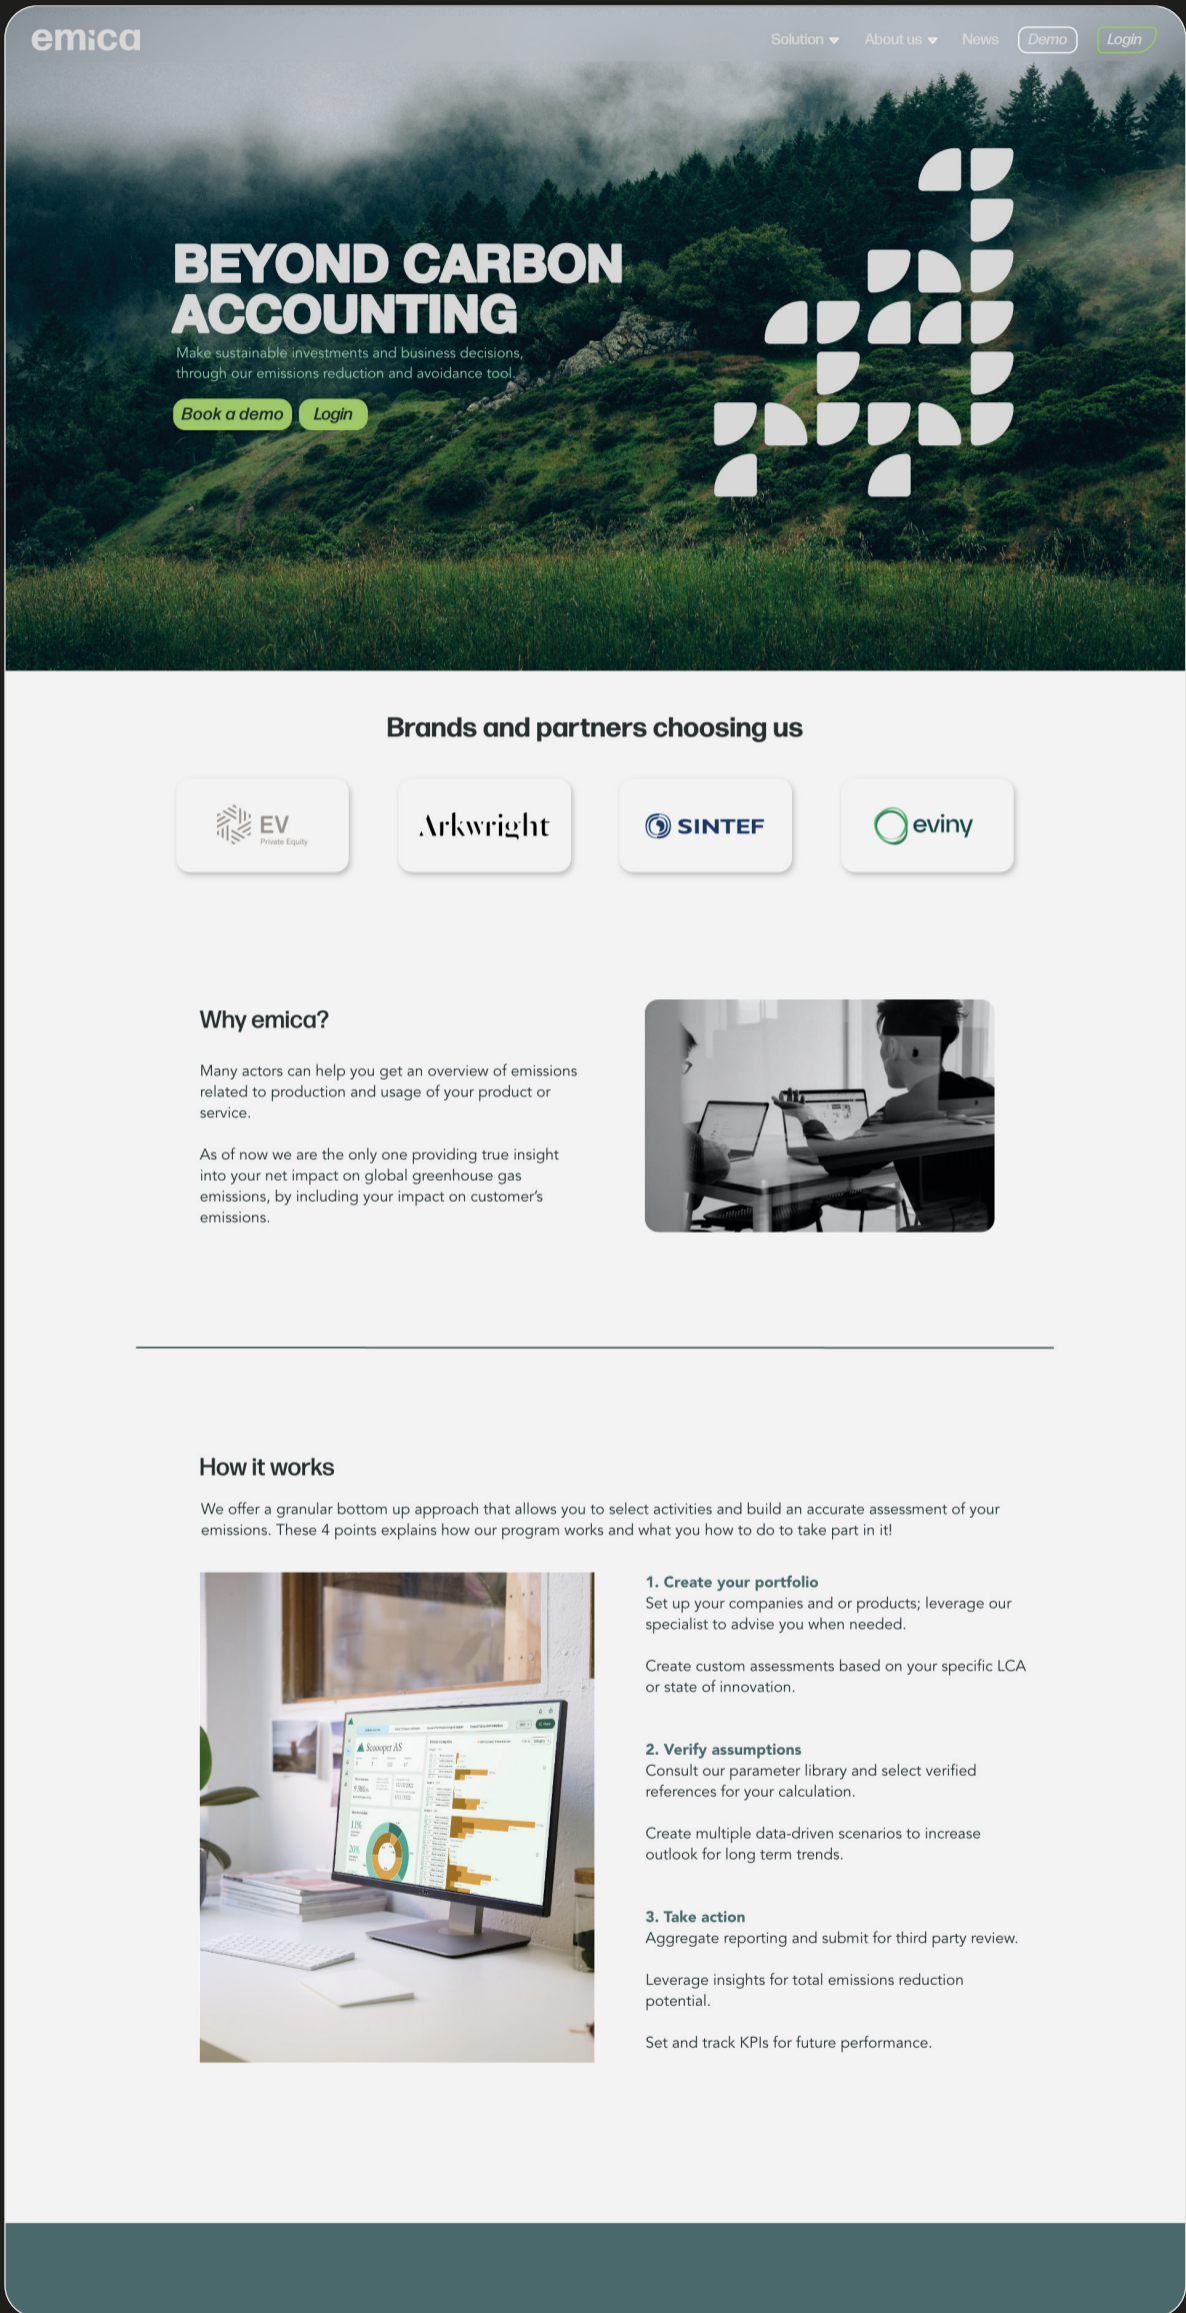 emica
Solution
About us
News
Demo
Login
BEYOND CARBON
ACCOUNTING
Make sustainable investments and business decisions,
through our emissions reduction and avoidance tool.
Book a demo
Login
Brands and partners choosing us
EV
Private Equity
Arkwright
SINTEF
eviny
Why emica?
Many actors can help you get an overview of emissions
related to production and usage of your product or
service.
As of now we are the only one providing true insight
into your net impact on global greenhouse gas
emissions, by including your impact on customer's
emissions.
How it works
We offer a granular bottom up approach that allows you to select activities and build an accurate assessment of your
emissions. These 4 points explains how our program works and what you how to do to take part in it!
Scoooper AS
11%
20%
1. Create your portfolio
Set up your companies and or products; leverage our
specialist to advise you when needed.
Create custom assessments based on your specific LCA
or state of innovation.
2. Verify assumptions
Consult our parameter library and select verified
references for your calculation.
Create multiple data-driven scenarios to increase
outlook for long term trends.
3. Take action
Aggregate reporting and submit for third party review.
Leverage insights for total emissions reduction
potential.
Set and track KPIs for future performance.